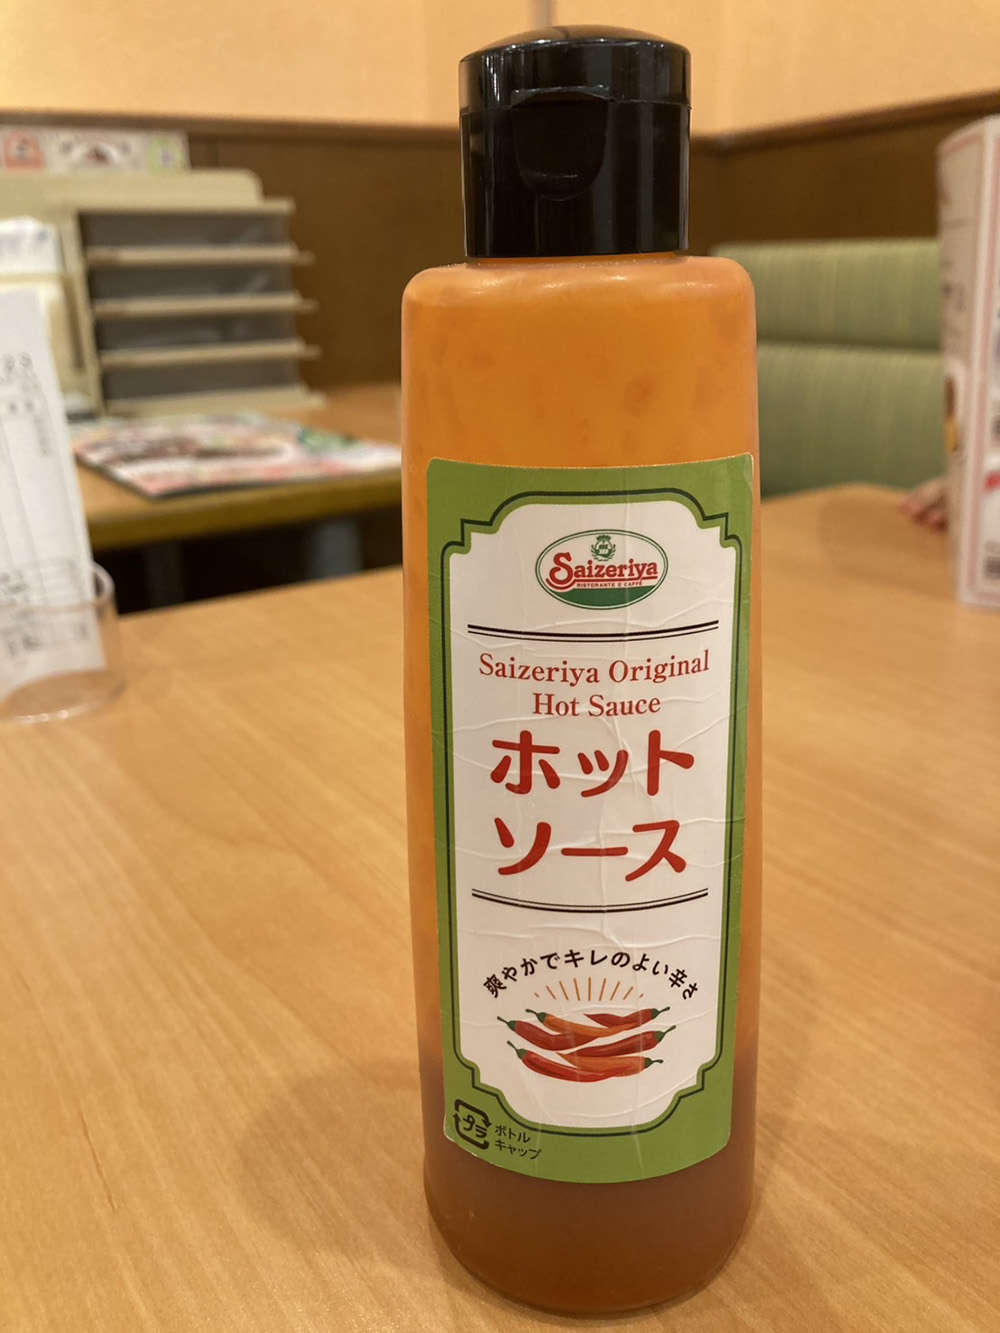 Saizeriya
RISTORANTE E CAFFÈ
Saizeriya Original
Hot Sauce
ホット
ソース
爽やかでキレのよい辛さ
プラ
ボトル
キャップ